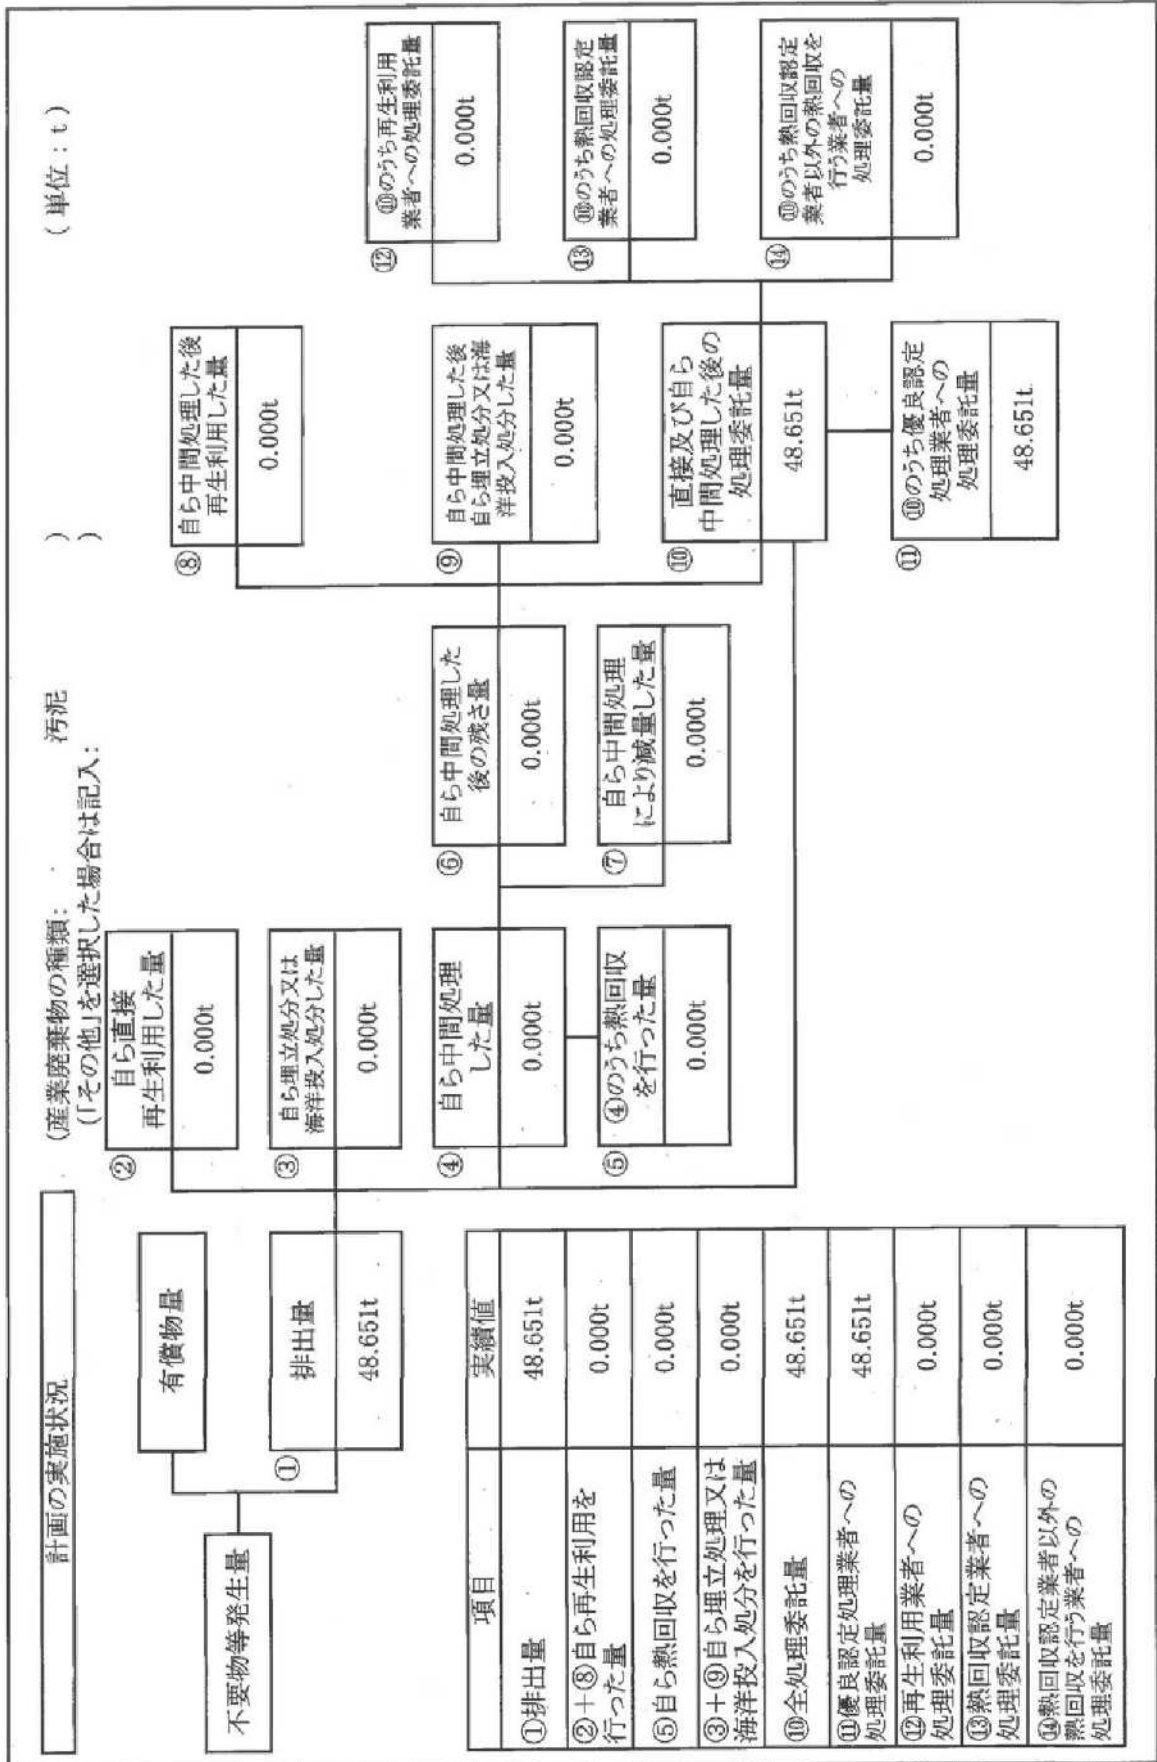 計画の実施状況
(産業廃棄物の種類: 汚泥 )
(「その他」を選択した場合は記入: )
(単位:t)
不要物等発生量
有償物量
①
排出量
48.651t
②
自ら直接
再生利用した量
0.000t
③
自ら埋立処分又は
海洋投入処分した量
0.000t
④
自ら中間処理
した量
0.000t
⑤
④のうち熱回収
を行った量
0.000t
⑥
自ら中間処理した
後の残さ量
0.000t
⑦
自ら中間処理
により減量した量
0.000t
⑧
自ら中間処理した後
再生利用した量
0.000t
⑨
自ら中間処理した後
自ら埋立処分又は海
洋投入処分した量
0.000t
⑩
直接及び自ら
中間処理した後の
処理委託量
48.651t
⑪
⑩のうち優良認定
処理業者への
処理委託量
48.651t
⑫
⑩のうち再生利用
業者への処理委託量
0.000t
⑬
⑩のうち熱回収認定
業者への処理委託量
0.000t
⑭
⑩のうち熱回収認定
業者以外の熱回収を
行う業者への
処理委託量
0.000t
項目 実績値
①排出量 48.651t
②+⑧自ら再生利用を
行った量 0.000t
⑤自ら熱回収を行った量 0.000t
③+⑨自ら埋立処理又は
海洋投入処分を行った量 0.000t
⑩全処理委託量 48.651t
⑪優良認定処理業者への
処理委託量 48.651t
⑫再生利用業者への
処理委託量 0.000t
⑬熱回収認定業者への
処理委託量 0.000t
⑭熱回収認定業者以外の
熱回収を行う業者への
処理委託量 0.000t